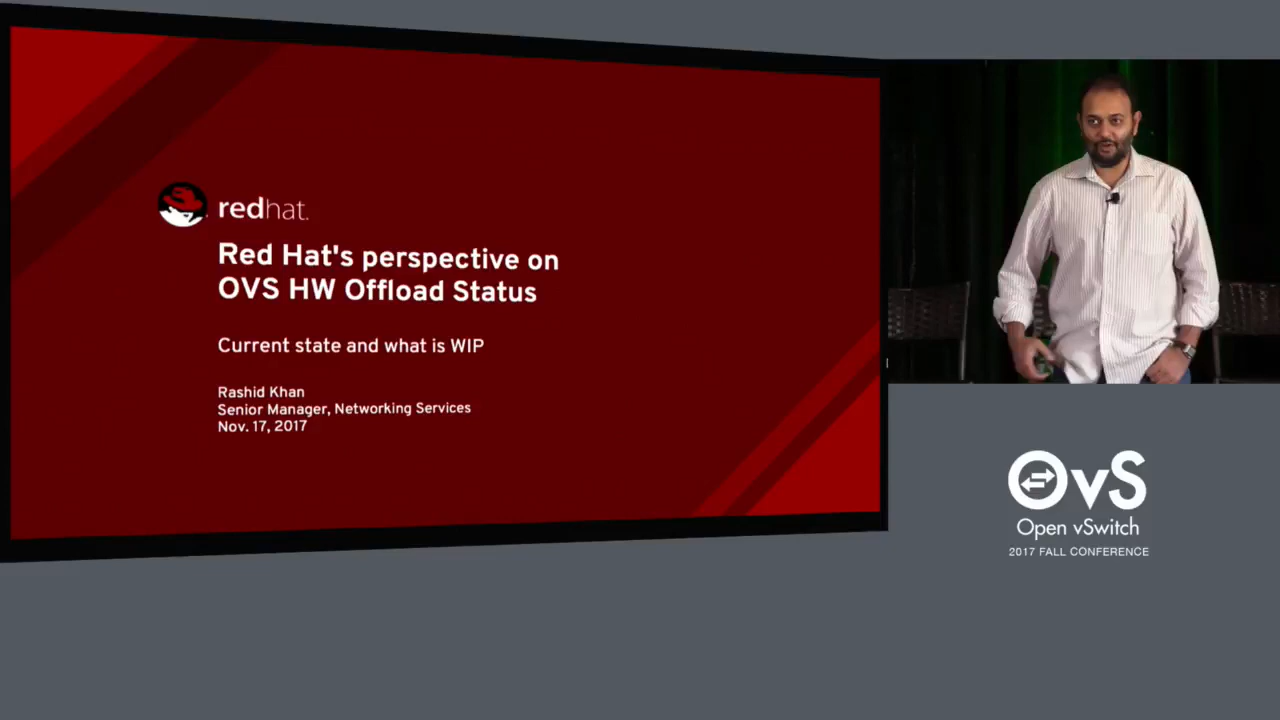 redhat.
Red Hat's perspective on
OVS HW Offload Status
Current state and what is WIP
Rashid Khan
Senior Manager, Networking Services
Nov. 17, 2017
OvS
Open vSwitch
2017 FALL CONFERENCE